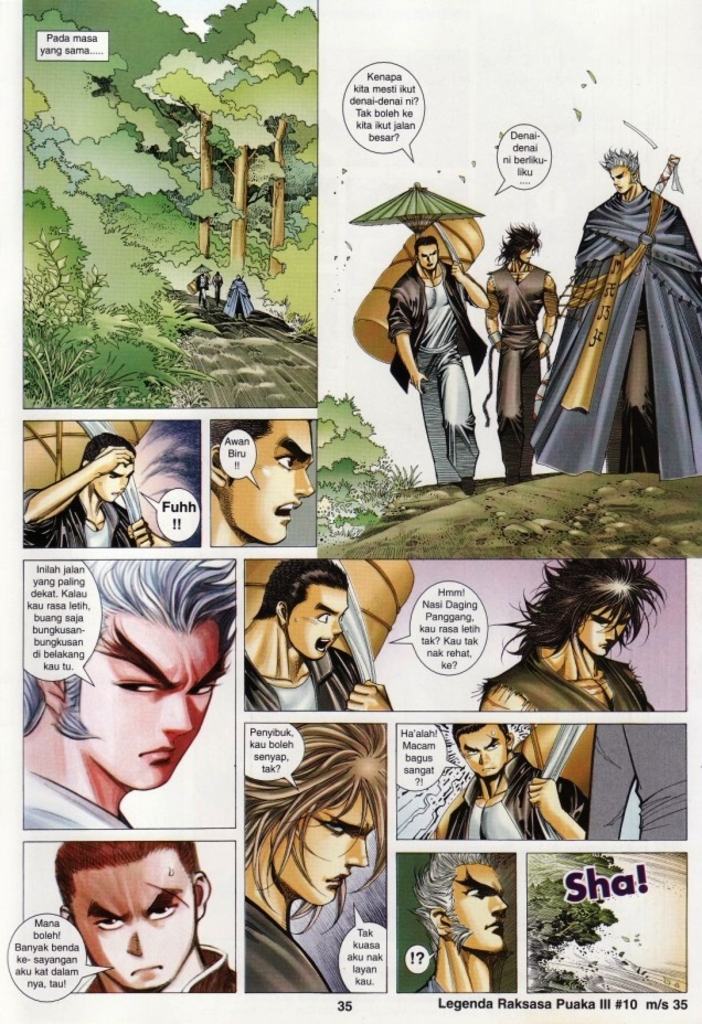 Pada masa
yang sama.....
Kenapa
kita mesti ikut
denai-denai ni?
Tak boleh ke
kita ikut jalan
besar?
Denai-
denai
ni berliku-
liku ....
Fuhh
!!
Awan
Biru
!!
Inilah jalan
yang paling
dekat. Kalau
kau rasa letih,
buang saja
bungkusan-
bungkusan
di belakang
kau tu.
Hmm!
Nasi Daging
Panggang,
kau rasa letih
tak? Kau tak
nak rehat,
ke?
Mana
boleh!
Banyak benda
ke- sayangan
aku kat dalam
nya, tau!
Penyibuk,
kau boleh
senyap,
tak?
Tak
kuasa
aku nak
layan
kau.
Ha'alah!
Macam
bagus
sangat
?!
!?
Sha!
35
Legenda Raksasa Puaka III #10 m/s 35